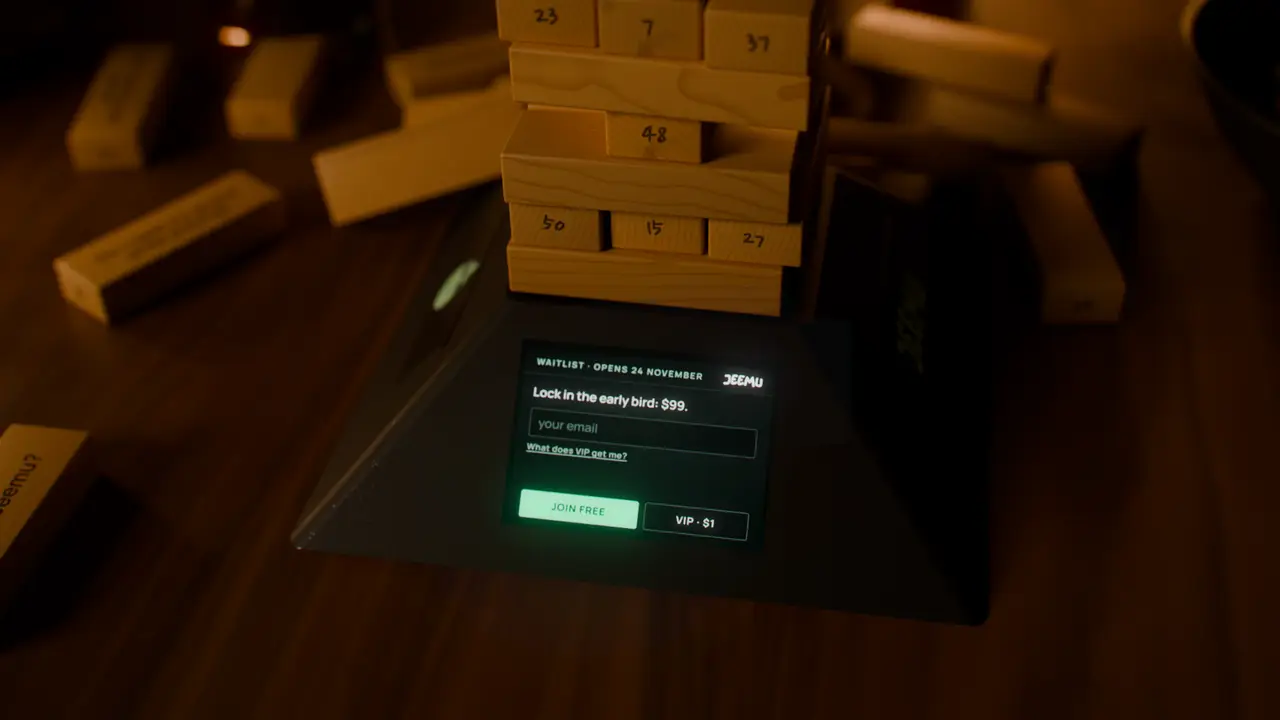 23
7
37
48
50
15
27
WAITLIST · OPENS 24 NOVEMBER
JEEMU
Lock in the early bird: $99.
your email
What does VIP get me?
JOIN FREE
VIP · $1